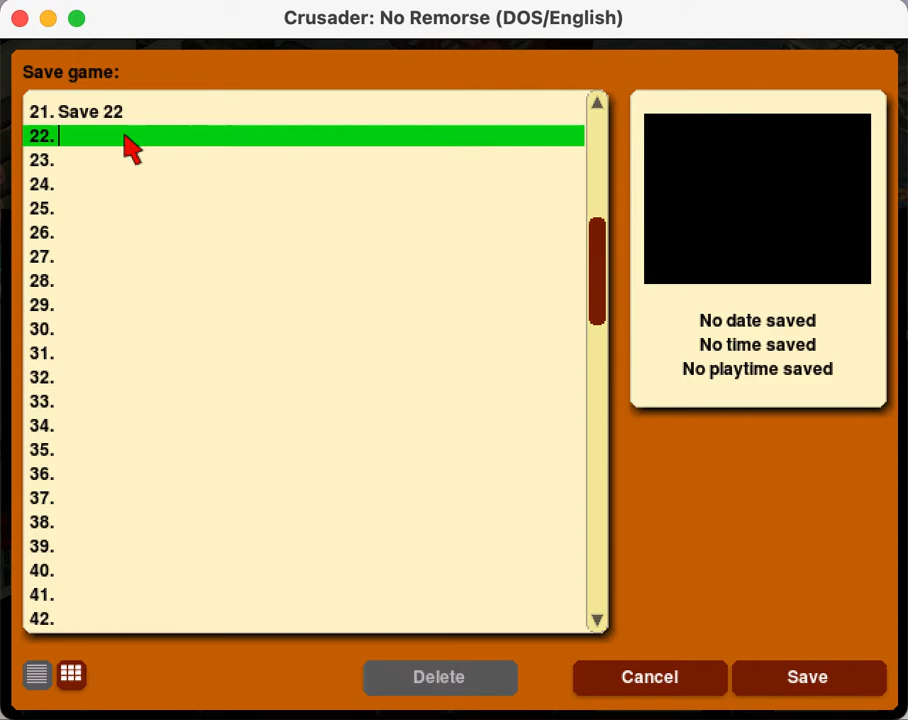 Crusader: No Remorse (DOS/English)
Save game:
21. Save 22
22.
23.
24.
25.
26.
27.
28.
29.
30.
31.
32.
33.
34.
35.
36.
37.
38.
39.
40.
41.
42.
No date saved
No time saved
No playtime saved
Delete
Cancel
Save